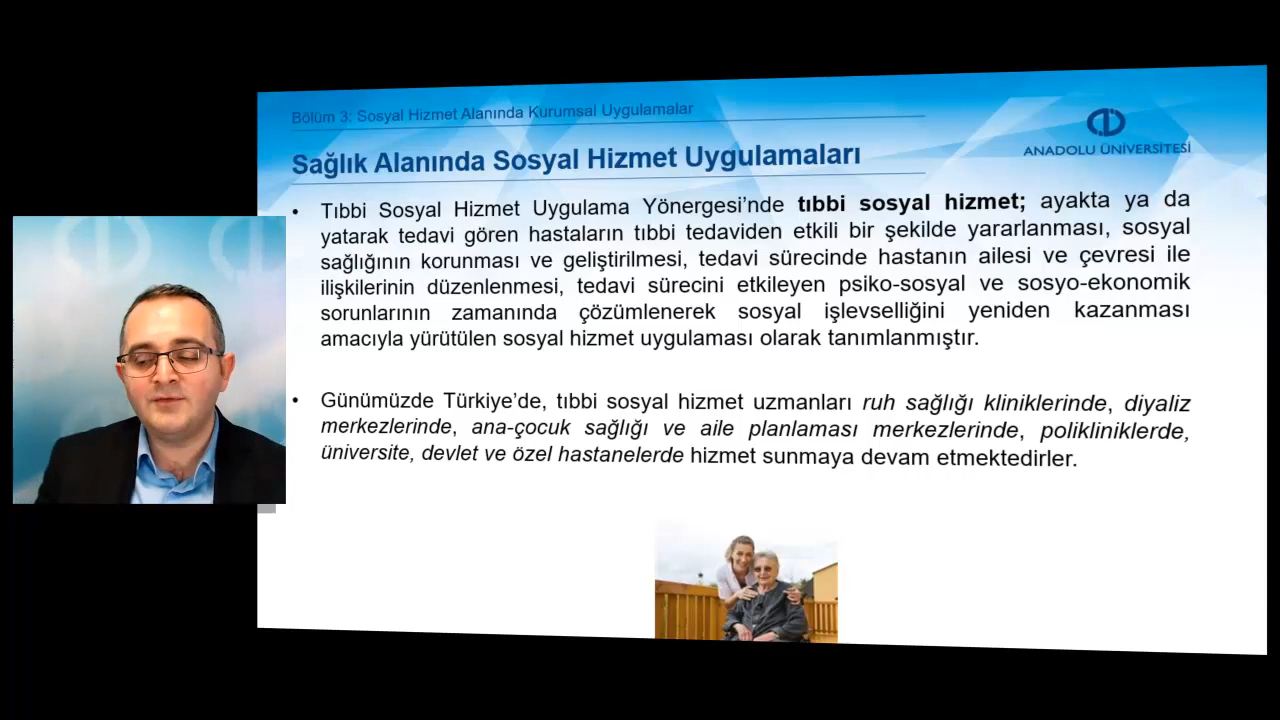 Bölüm 3: Sosyal Hizmet Alanında Kurumsal Uygulamalar
ANADOLU ÜNİVERSİTESİ
Sağlık Alanında Sosyal Hizmet Uygulamaları
• Tıbbi Sosyal Hizmet Uygulama Yönergesi’nde tıbbi sosyal hizmet; ayakta ya da
yatarak tedavi gören hastaların tıbbi tedaviden etkili bir şekilde yararlanması, sosyal
sağlığının korunması ve geliştirilmesi, tedavi sürecinde hastanın ailesi ve çevresi ile
ilişkilerinin düzenlenmesi, tedavi sürecini etkileyen psiko-sosyal ve sosyo-ekonomik
sorunlarının zamanında çözümlenerek sosyal işlevselliğini yeniden kazanması
amacıyla yürütülen sosyal hizmet uygulaması olarak tanımlanmıştır.
• Günümüzde Türkiye’de, tıbbi sosyal hizmet uzmanları ruh sağlığı kliniklerinde, diyaliz
merkezlerinde, ana-çocuk sağlığı ve aile planlaması merkezlerinde, polikliniklerde,
üniversite, devlet ve özel hastanelerde hizmet sunmaya devam etmektedirler.